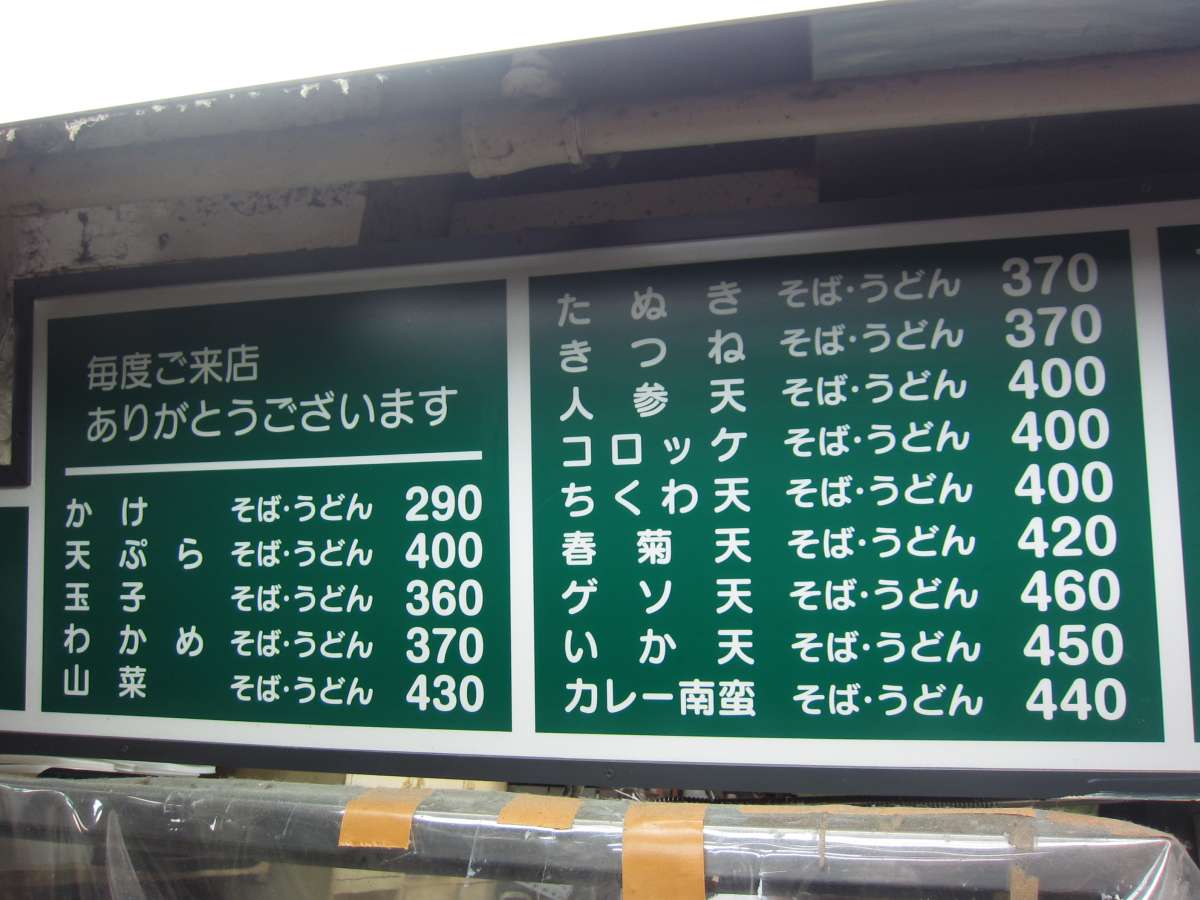 毎度ご来店
ありがとうございます
かけ そば・うどん 290
天ぷら そば・うどん 400
玉子 そば・うどん 360
わかめ そば・うどん 370
山菜 そば・うどん 430
たぬき そば・うどん 370
きつね そば・うどん 370
人参天 そば・うどん 400
コロッケ そば・うどん 400
ちくわ天 そば・うどん 400
春菊天 そば・うどん 420
ゲソ天 そば・うどん 460
いか天 そば・うどん 450
カレー南蛮 そば・うどん 440